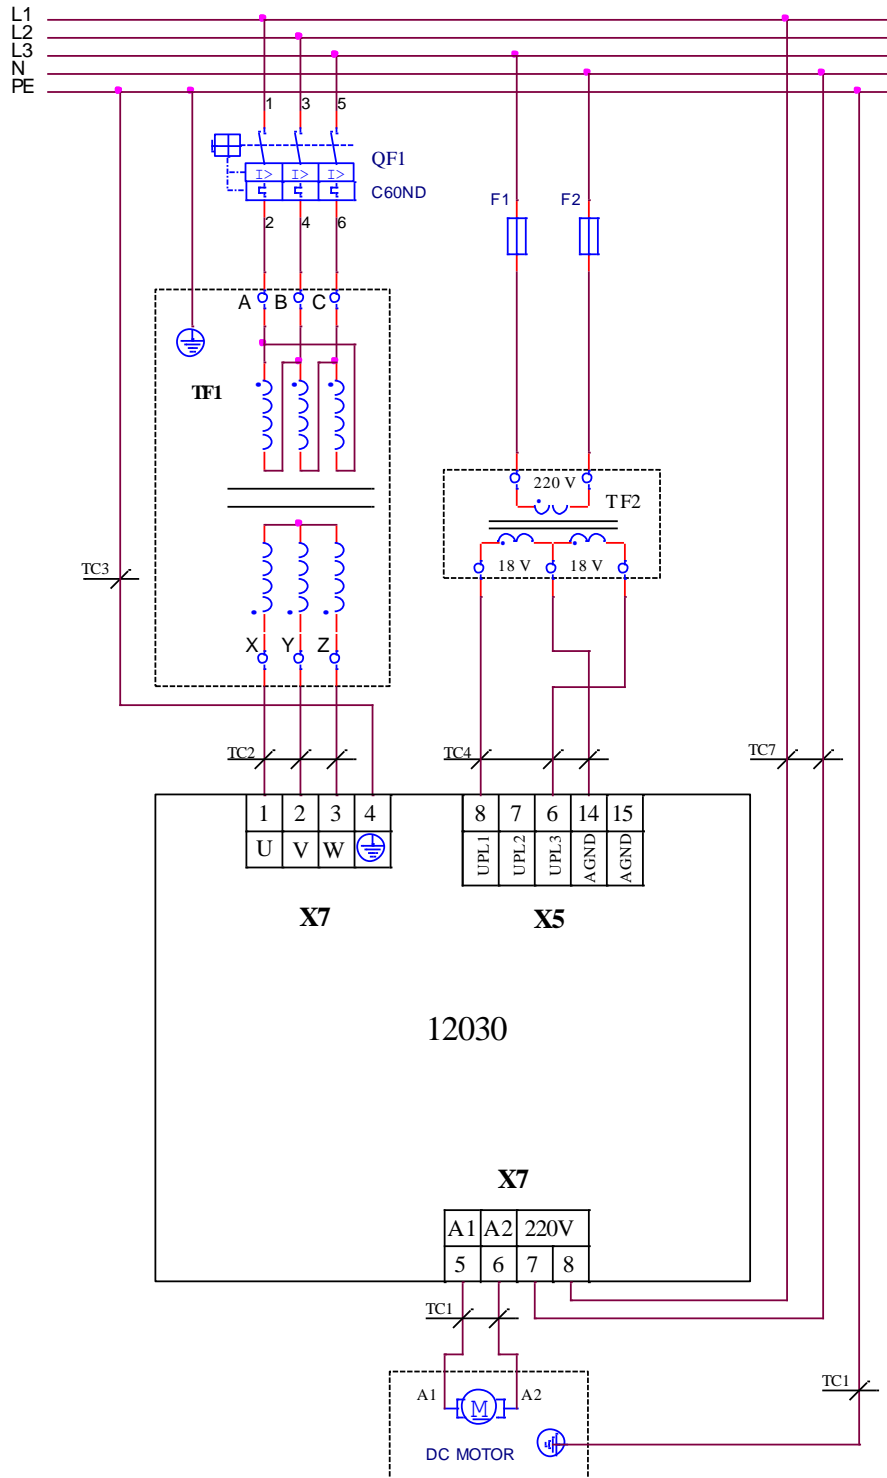 L1
L2
L3
N
PE
1 3 5
QF1
I> I> I>
C60ND
2 4 6
F1 F2
A B C
TF1
220 V
TF2
18 V 18 V
TC3
X Y Z
TC2 TC4 TC7
1 2 3 4
U V W
8 7 6 14 15
UPL1 UPL2 UPL3 AGND AGND
X7 X5
12030
X7
A1 A2 220V
5 6 7 8
TC1
TC1
A1 M A2
DC MOTOR